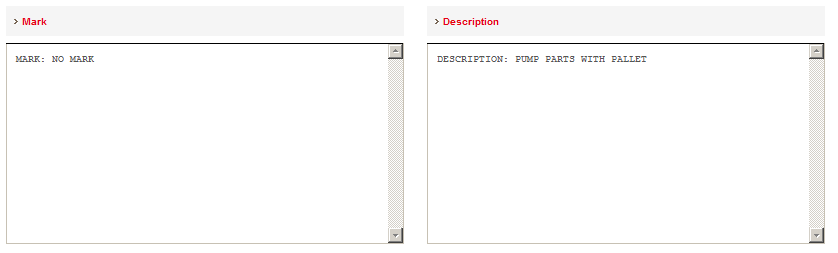 > Mark
> Description
MARK: NO MARK
DESCRIPTION: PUMP PARTS WITH PALLET